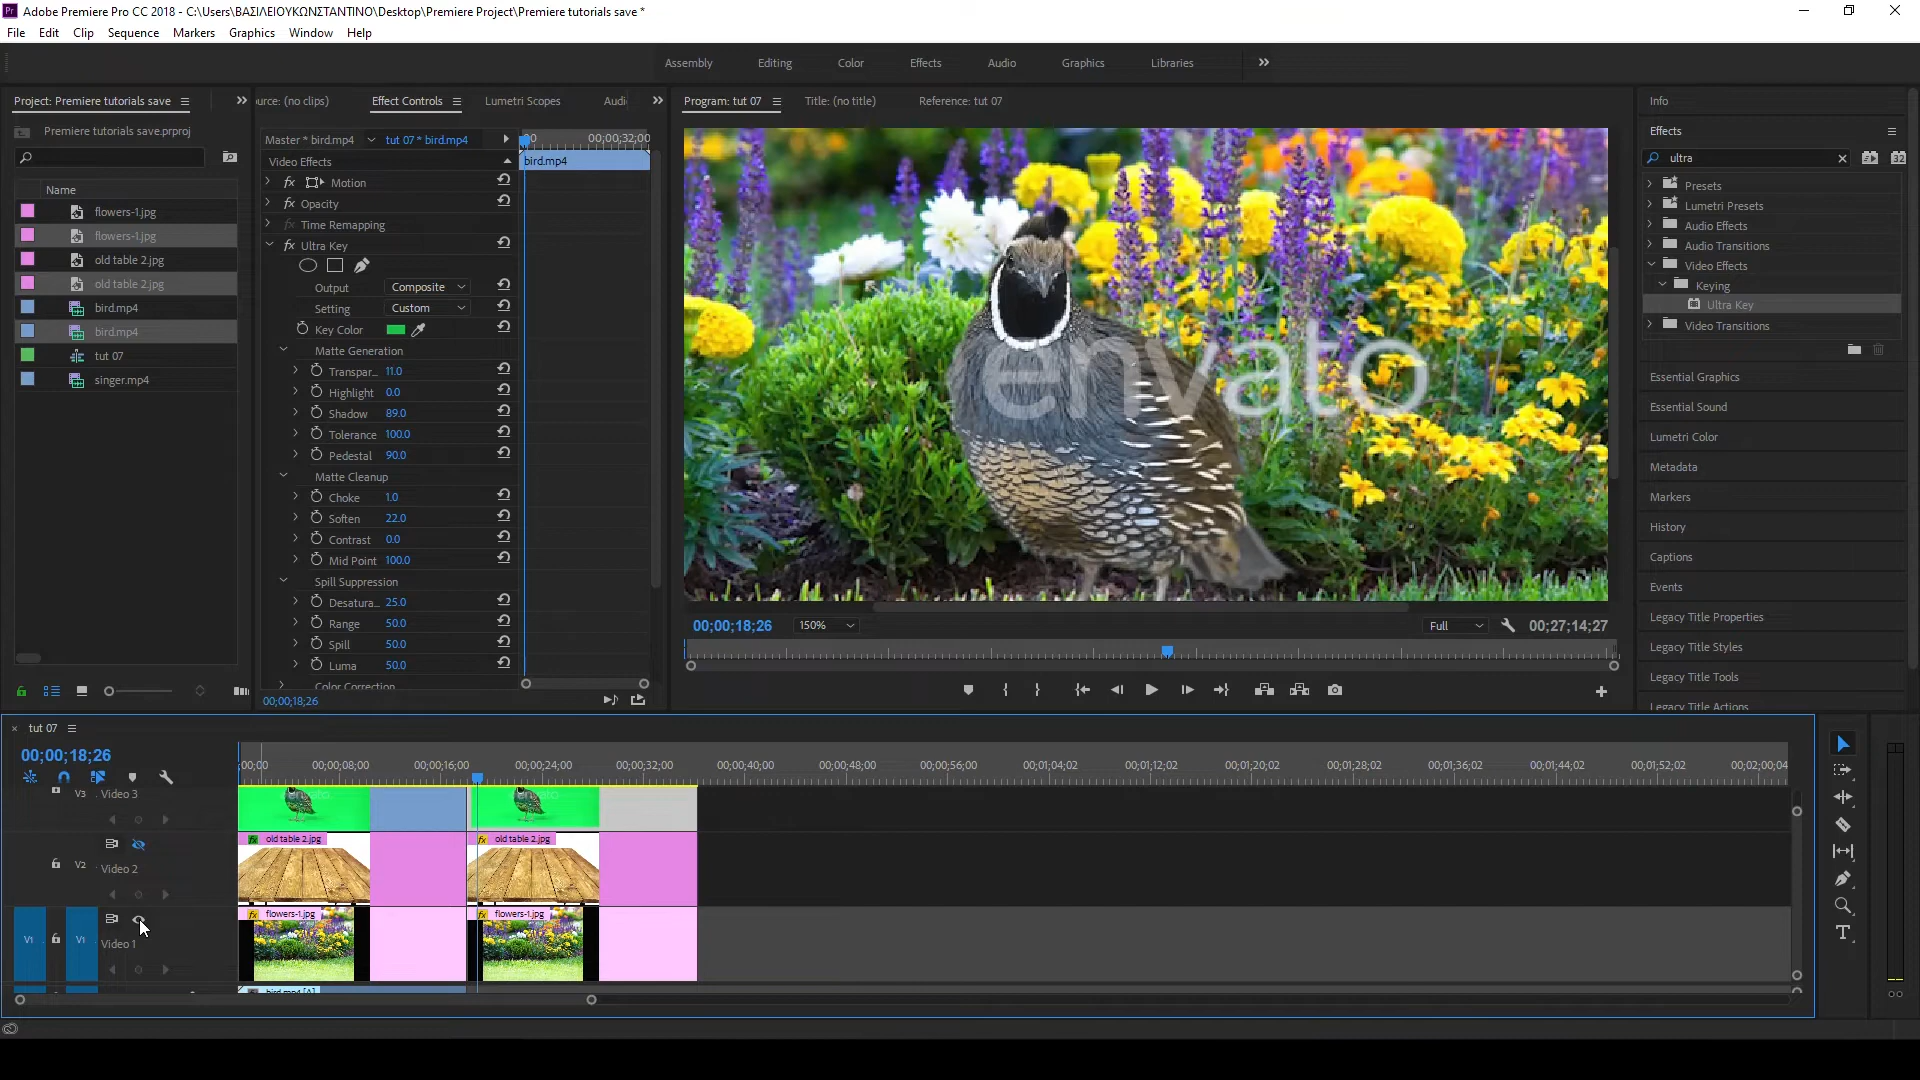 Adobe Premiere Pro CC 2018 - C:\Users\ΒΑΣΙΛΕΙΟΥΚΩΝΣΤΑΝΤΙΝΟ\Desktop\Premiere Project\Premiere tutorials save *
File Edit Clip Sequence Markers Graphics Window Help
Assembly Editing Color Effects Audio Graphics Libraries
Project: Premiere tutorials save
Premiere tutorials save.prproj
Name
flowers-1.jpg
flowers-1.jpg
old table 2.jpg
old table 2.jpg
bird.mp4
bird.mp4
tut 07
singer.mp4
urce: (no clips) Effect Controls Lumetri Scopes Audi
Master * bird.mp4 tut 07 * bird.mp4 00 00;00;32;00
Video Effects bird.mp4
fx Motion
fx Opacity
fx Time Remapping
fx Ultra Key
Output Composite
Setting Custom
Key Color
Matte Generation
Transpar... 11.0
Highlight 0.0
Shadow 89.0
Tolerance 100.0
Pedestal 90.0
Matte Cleanup
Choke 1.0
Soften 22.0
Contrast 0.0
Mid Point 100.0
Spill Suppression
Desatura... 25.0
Range 50.0
Spill 50.0
Luma 50.0
Color Correction
00;00;18;26
Program: tut 07 Title: (no title) Reference: tut 07
envato
00;00;18;26 150% Full 00;27;14;27
Info
Effects
ultra
32
Presets
Lumetri Presets
Audio Effects
Audio Transitions
Video Effects
Keying
Ultra Key
Video Transitions
Essential Graphics
Essential Sound
Lumetri Color
Metadata
Markers
History
Captions
Events
Legacy Title Properties
Legacy Title Styles
Legacy Title Tools
Legacy Title Actions
tut 07
00;00;18;26
;00;00 00;00;08;00 00;00;16;00 00;00;24;00 00;00;32;00 00;00;40;00 00;00;48;00 00;00;56;00 00;01;04;02 00;01;12;02 00;01;20;02 00;01;28;02 00;01;36;02 00;01;44;02 00;01;52;02 00;02;00;04
V3 Video 3
envato envato
fx old table 2.jpg fx old table 2.jpg
V2 Video 2
fx flowers-1.jpg fx flowers-1.jpg
V1 V1 Video 1
bird.mp4 [A]